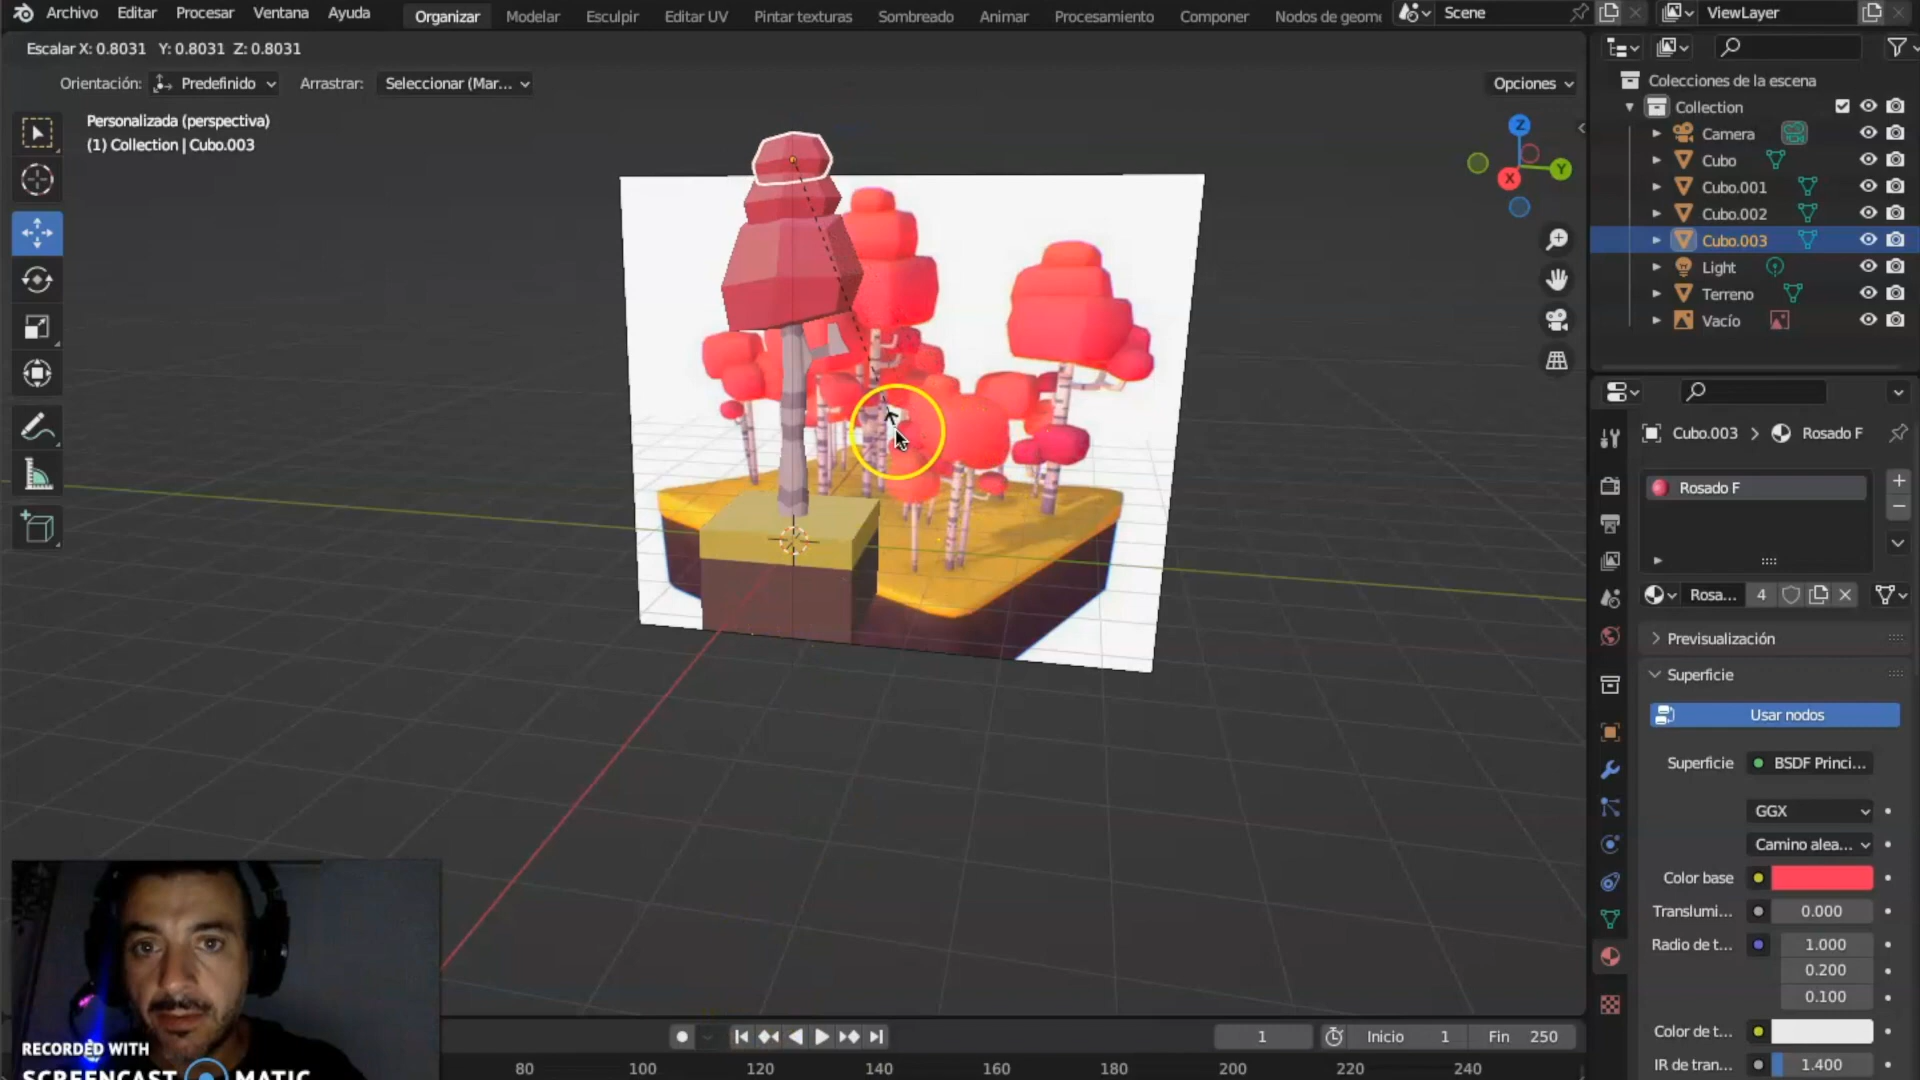 Archivo Editar Procesar Ventana Ayuda Organizar Modelar Esculpir Editar UV Pintar texturas Sombreado Animar Procesamiento Componer Nodos de geom Scene ViewLayer
Escalar X: 0.8031 Y: 0.8031 Z: 0.8031
Orientación: Predefinido Arrastrar: Seleccionar (Mar... Opciones
Personalizada (perspectiva)
(1) Collection | Cubo.003
Z
Y
X
Colecciones de la escena
Collection
Camera
Cubo
Cubo.001
Cubo.002
Cubo.003
Light
Terreno
Vacío
Cubo.003 > Rosado F
Rosado F
Rosa... 4
Previsualización
Superficie
Usar nodos
Superficie BSDF Princi...
GGX
Camino alea...
Color base
Translumi... 0.000
Radio de t... 1.000
0.200
0.100
Color de t...
IR de tran... 1.400
1 Inicio 1 Fin 250
80 100 120 140 160 180 200 220 240
RECORDED WITH
SCREENCAST MATIC